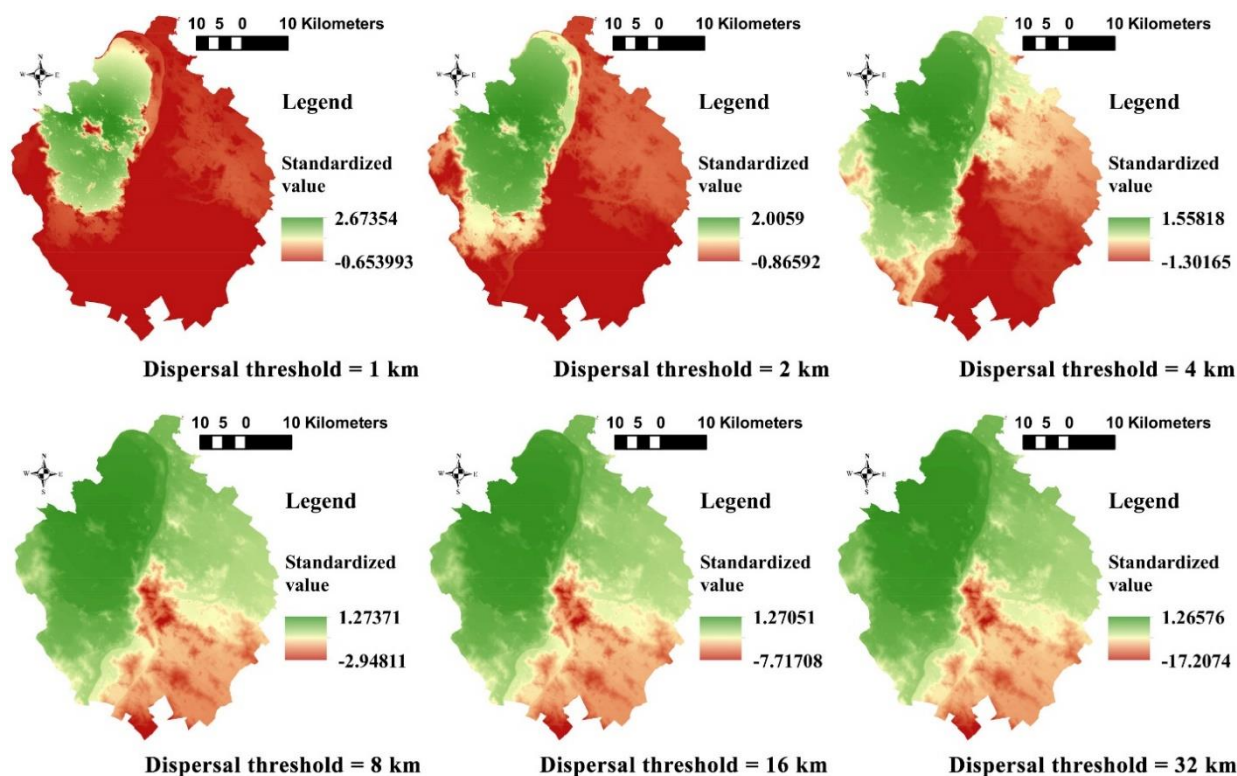 10 5 0 10 Kilometers
N
W E
S
Legend
Standardized
value
2.67354
-0.653993
Dispersal threshold = 1 km
10 5 0 10 Kilometers
N
W E
S
Legend
Standardized
value
2.0059
-0.86592
Dispersal threshold = 2 km
10 5 0 10 Kilometers
N
W E
S
Legend
Standardized
value
1.55818
-1.30165
Dispersal threshold = 4 km
10 5 0 10 Kilometers
N
W E
S
Legend
Standardized
value
1.27371
-2.94811
Dispersal threshold = 8 km
10 5 0 10 Kilometers
N
W E
S
Legend
Standardized
value
1.27051
-7.71708
Dispersal threshold = 16 km
10 5 0 10 Kilometers
N
W E
S
Legend
Standardized
value
1.26576
-17.2074
Dispersal threshold = 32 km